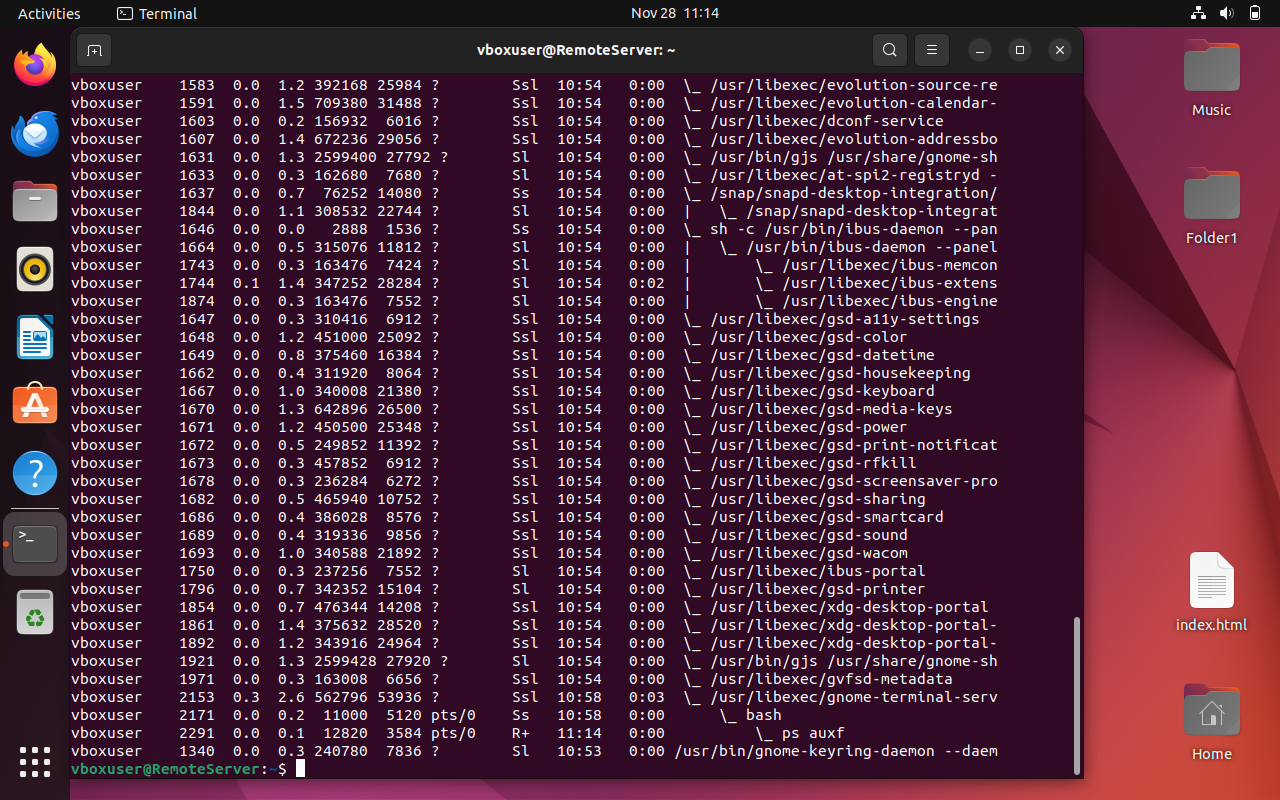 Activities
Terminal
Nov 28 11:14
vboxuser@RemoteServer: ~
vboxuser    1583  0.0  1.2 392168 25984 ?        Ssl  10:54   0:00  \_ /usr/libexec/evolution-source-re
vboxuser    1591  0.0  1.5 709380 31488 ?        Ssl  10:54   0:00  \_ /usr/libexec/evolution-calendar-
vboxuser    1603  0.0  0.2 156932  6016 ?        Ssl  10:54   0:00  \_ /usr/libexec/dconf-service
vboxuser    1607  0.0  1.4 672236 29056 ?        Ssl  10:54   0:00  \_ /usr/libexec/evolution-addressbo
vboxuser    1631  0.0  1.3 2599400 27792 ?       Sl   10:54   0:00  \_ /usr/bin/gjs /usr/share/gnome-sh
vboxuser    1633  0.0  0.3 162680  7680 ?        Sl   10:54   0:00  \_ /usr/libexec/at-spi2-registryd -
vboxuser    1637  0.0  0.7  76252 14080 ?        Ss   10:54   0:00  \_ /snap/snapd-desktop-integration/
vboxuser    1844  0.0  1.1 308532 22744 ?        Sl   10:54   0:00  |   \_ /snap/snapd-desktop-integrat
vboxuser    1646  0.0  0.0   2888  1536 ?        Ss   10:54   0:00  \_ sh -c /usr/bin/ibus-daemon --pan
vboxuser    1664  0.0  0.5 315076 11812 ?        Sl   10:54   0:00  |   \_ /usr/bin/ibus-daemon --panel
vboxuser    1743  0.0  0.3 163476  7424 ?        Sl   10:54   0:00  |       \_ /usr/libexec/ibus-memcon
vboxuser    1744  0.1  1.4 347252 28284 ?        Sl   10:54   0:02  |       \_ /usr/libexec/ibus-extens
vboxuser    1874  0.0  0.3 163476  7552 ?        Sl   10:54   0:00  |       \_ /usr/libexec/ibus-engine
vboxuser    1647  0.0  0.3 310416  6912 ?        Ssl  10:54   0:00  \_ /usr/libexec/gsd-a11y-settings
vboxuser    1648  0.0  1.2 451000 25092 ?        Ssl  10:54   0:00  \_ /usr/libexec/gsd-color
vboxuser    1649  0.0  0.8 375460 16384 ?        Ssl  10:54   0:00  \_ /usr/libexec/gsd-datetime
vboxuser    1662  0.0  0.4 311920  8064 ?        Ssl  10:54   0:00  \_ /usr/libexec/gsd-housekeeping
vboxuser    1667  0.0  1.0 340008 21380 ?        Ssl  10:54   0:00  \_ /usr/libexec/gsd-keyboard
vboxuser    1670  0.0  1.3 642896 26500 ?        Ssl  10:54   0:00  \_ /usr/libexec/gsd-media-keys
vboxuser    1671  0.0  1.2 450500 25348 ?        Ssl  10:54   0:00  \_ /usr/libexec/gsd-power
vboxuser    1672  0.0  0.5 249852 11392 ?        Ssl  10:54   0:00  \_ /usr/libexec/gsd-print-notificat
vboxuser    1673  0.0  0.3 457852  6912 ?        Ssl  10:54   0:00  \_ /usr/libexec/gsd-rfkill
vboxuser    1678  0.0  0.3 236284  6272 ?        Ssl  10:54   0:00  \_ /usr/libexec/gsd-screensaver-pro
vboxuser    1682  0.0  0.5 465940 10752 ?        Ssl  10:54   0:00  \_ /usr/libexec/gsd-sharing
vboxuser    1686  0.0  0.4 386028  8576 ?        Ssl  10:54   0:00  \_ /usr/libexec/gsd-smartcard
vboxuser    1689  0.0  0.4 319336  9856 ?        Ssl  10:54   0:00  \_ /usr/libexec/gsd-sound
vboxuser    1693  0.0  1.0 340588 21892 ?        Ssl  10:54   0:00  \_ /usr/libexec/gsd-wacom
vboxuser    1750  0.0  0.3 237256  7552 ?        Sl   10:54   0:00  \_ /usr/libexec/ibus-portal
vboxuser    1796  0.0  0.7 342352 15104 ?        Sl   10:54   0:00  \_ /usr/libexec/gsd-printer
vboxuser    1854  0.0  0.7 476344 14208 ?        Ssl  10:54   0:00  \_ /usr/libexec/xdg-desktop-portal
vboxuser    1861  0.0  1.4 375632 28520 ?        Ssl  10:54   0:00  \_ /usr/libexec/xdg-desktop-portal-
vboxuser    1892  0.0  1.2 343916 24964 ?        Ssl  10:54   0:00  \_ /usr/libexec/xdg-desktop-portal-
vboxuser    1921  0.0  1.3 2599428 27920 ?       Sl   10:54   0:00  \_ /usr/bin/gjs /usr/share/gnome-sh
vboxuser    1971  0.0  0.3 163008  6656 ?        Ssl  10:54   0:00  \_ /usr/libexec/gvfsd-metadata
vboxuser    2153  0.3  2.6 562796 53936 ?        Ssl  10:58   0:03  \_ /usr/libexec/gnome-terminal-serv
vboxuser    2171  0.0  0.2  11000  5120 pts/0    Ss   10:58   0:00      \_ bash
vboxuser    2291  0.0  0.1  12820  3584 pts/0    R+   11:14   0:00          \_ ps auxf
vboxuser    1340  0.0  0.3 240780  7836 ?        Sl   10:53   0:00 /usr/bin/gnome-keyring-daemon --daem
vboxuser@RemoteServer:~$
Music
Folder1
index.html
Home